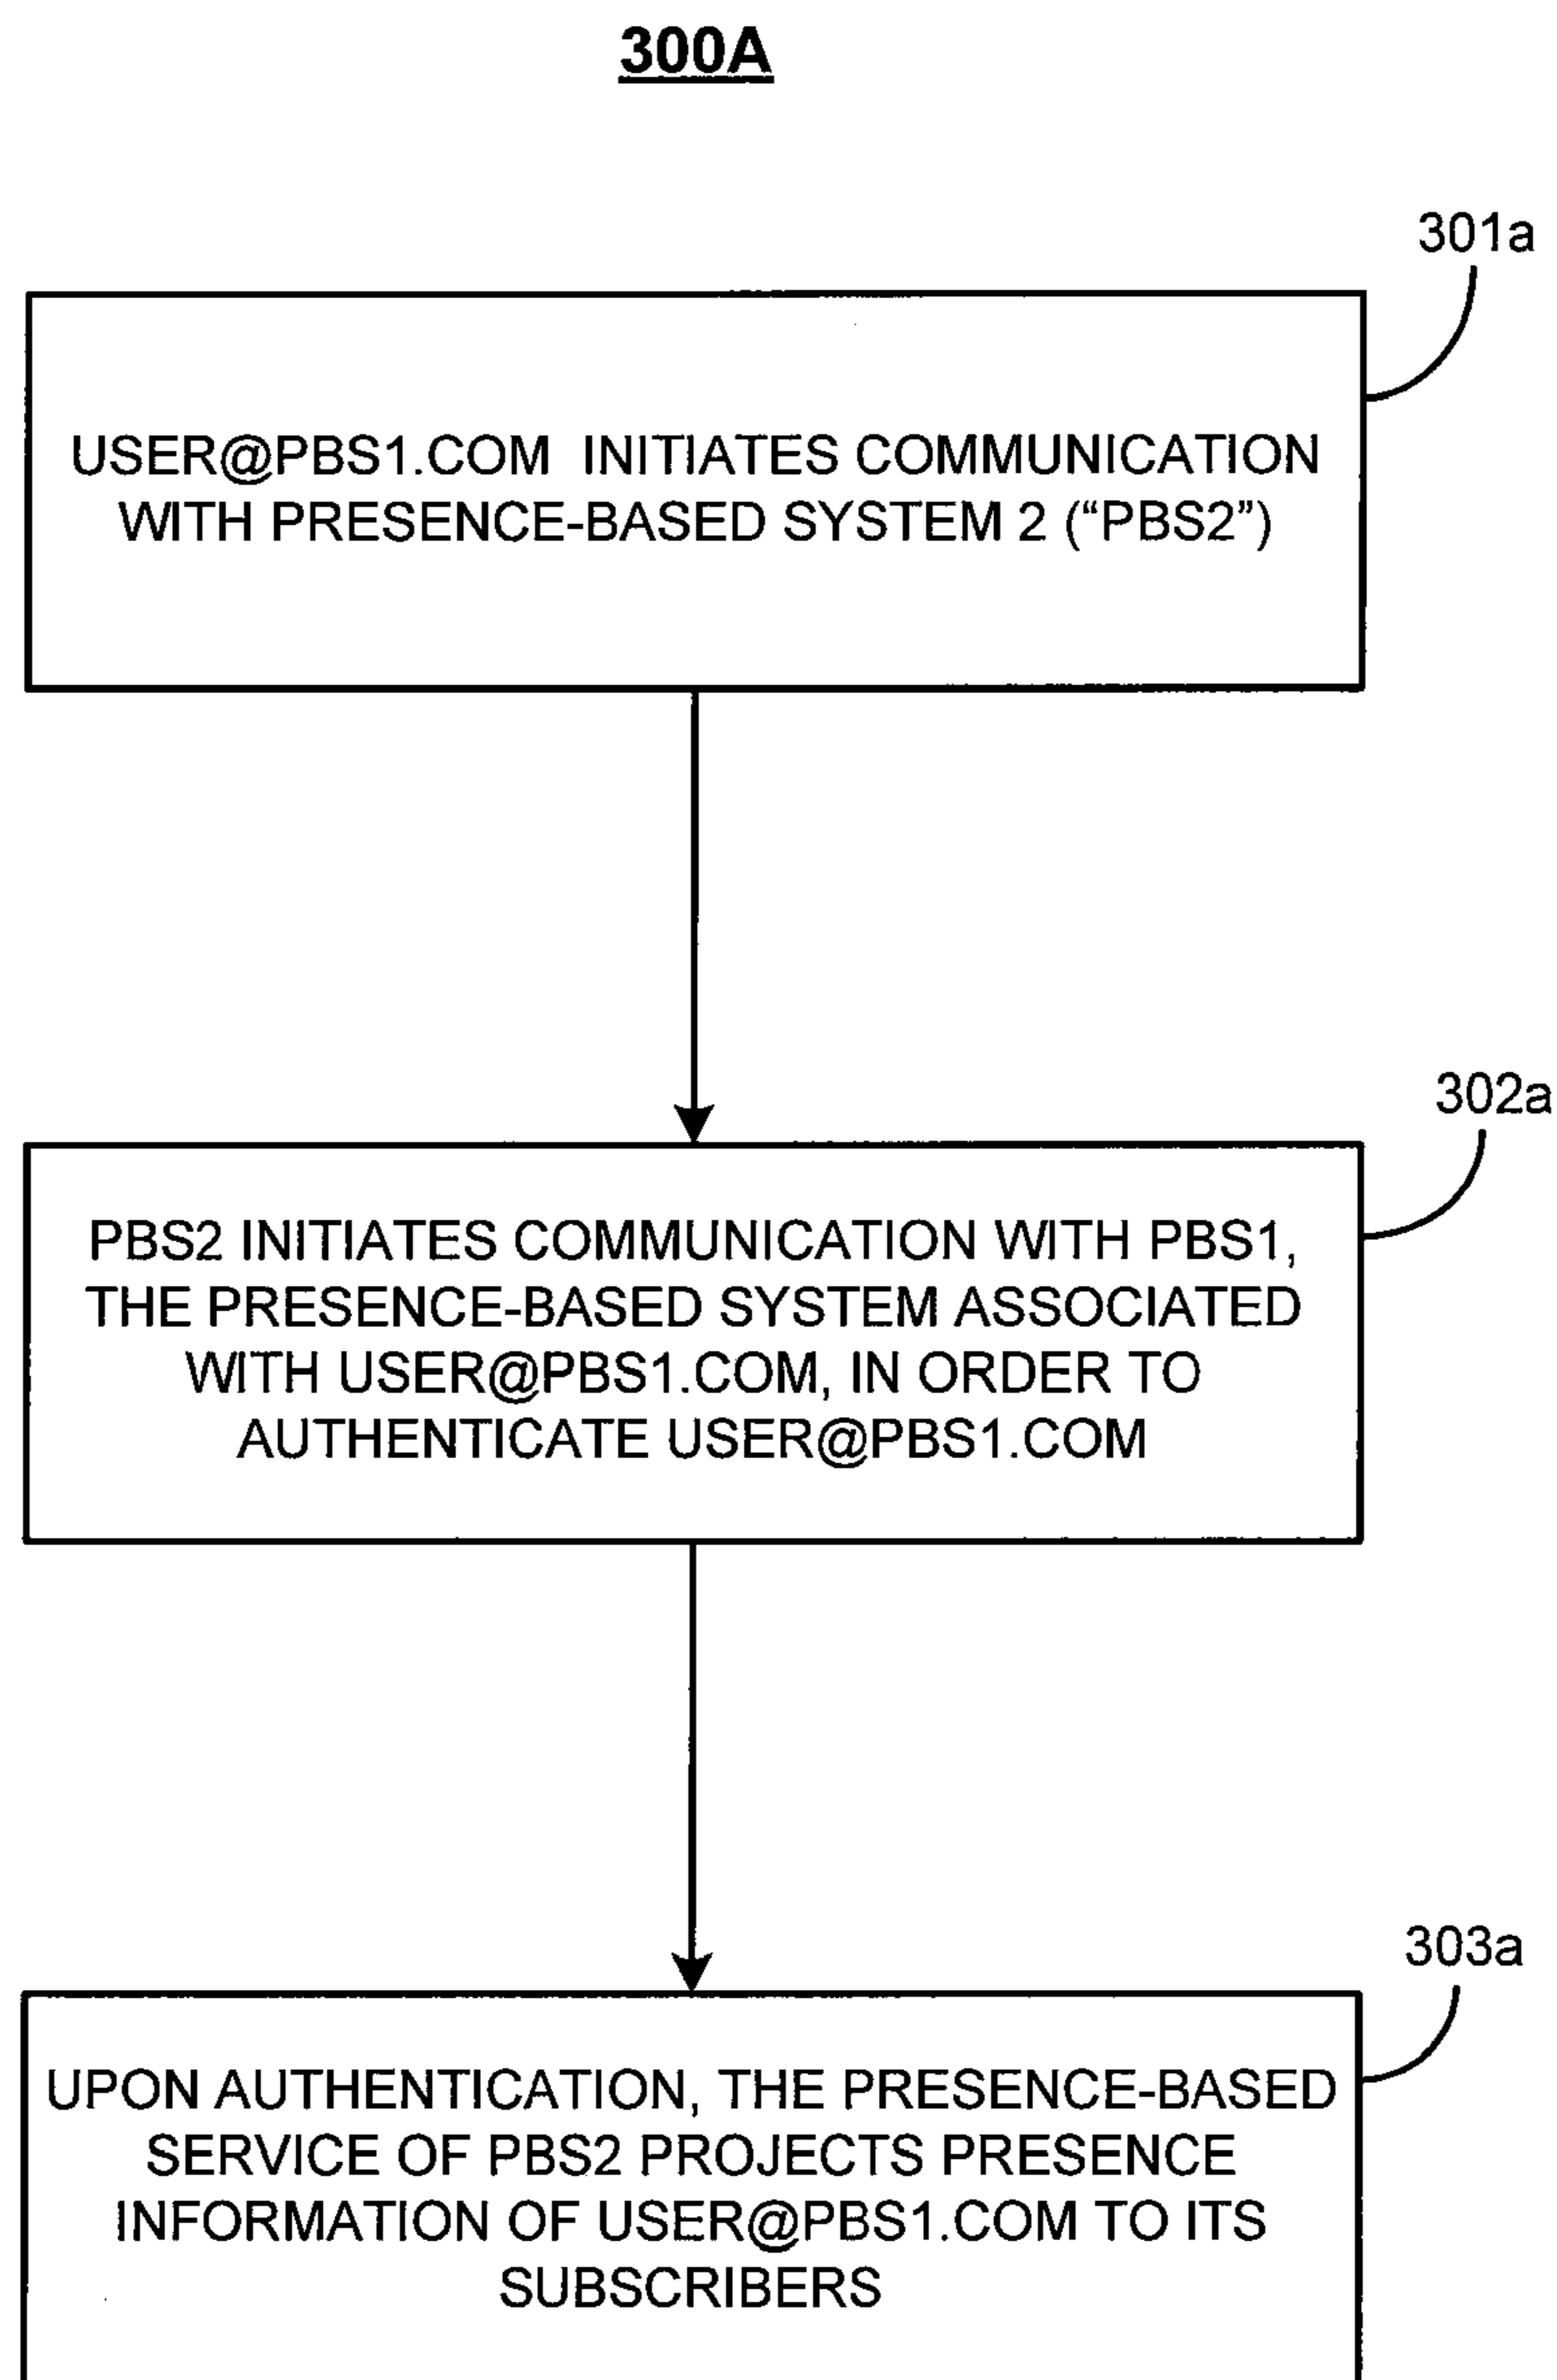 300A
301a
USER@PBS1.COM INITIATES COMMUNICATION
WITH PRESENCE-BASED SYSTEM 2 (“PBS2”)
302a
PBS2 INITIATES COMMUNICATION WITH PBS1,
THE PRESENCE-BASED SYSTEM ASSOCIATED
WITH USER@PBS1.COM, IN ORDER TO
AUTHENTICATE USER@PBS1.COM
303a
UPON AUTHENTICATION, THE PRESENCE-BASED
SERVICE OF PBS2 PROJECTS PRESENCE
INFORMATION OF USER@PBS1.COM TO ITS
SUBSCRIBERS